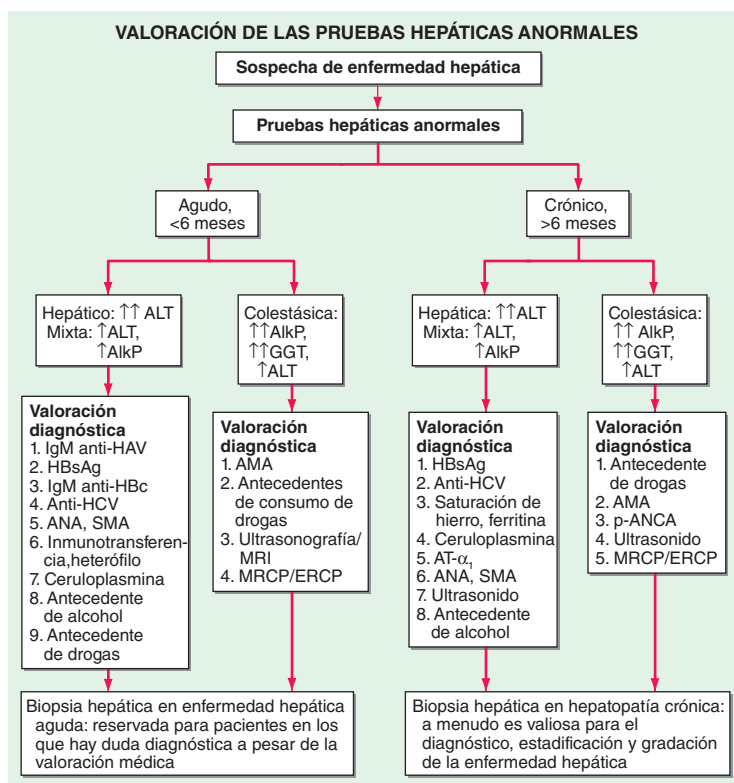 VALORACIÓN DE LAS PRUEBAS HEPÁTICAS ANORMALES
Sospecha de enfermedad hepática
Pruebas hepáticas anormales
Agudo,
<6 meses
Crónico,
>6 meses
Hepático: ↑↑ ALT
Mixta: ↑ALT,
↑AlkP
Colestásica:
↑↑AlkP,
↑↑GGT,
↑ALT
Hepática: ↑↑ALT
Mixta: ↑ALT,
↑AlkP
Colestásica:
↑↑ AlkP,
↑↑GGT,
↑ALT
Valoración
diagnóstica
1. IgM anti-HAV
2. HBsAg
3. IgM anti-HBc
4. Anti-HCV
5. ANA, SMA
6. Inmunotransferen-
cia,heterófilo
7. Ceruloplasmina
8. Antecedente
de alcohol
9. Antecedente
de drogas
Valoración
diagnóstica
1. AMA
2. Antecedentes
de consumo de
drogas
3. Ultrasonografía/
MRI
4. MRCP/ERCP
Valoración
diagnóstica
1. HBsAg
2. Anti-HCV
3. Saturación de
hierro, ferritina
4. Ceruloplasmina
5. AT-α1
6. ANA, SMA
7. Ultrasonido
8. Antecedente
de alcohol
Valoración
diagnóstica
1. Antecedente
de drogas
2. AMA
3. p-ANCA
4. Ultrasonido
5. MRCP/ERCP
Biopsia hepática en enfermedad hepática
aguda: reservada para pacientes en los
que hay duda diagnóstica a pesar de la
valoración médica
Biopsia hepática en hepatopatía crónica:
a menudo es valiosa para el
diagnóstico, estadificación y gradación
de la enfermedad hepática